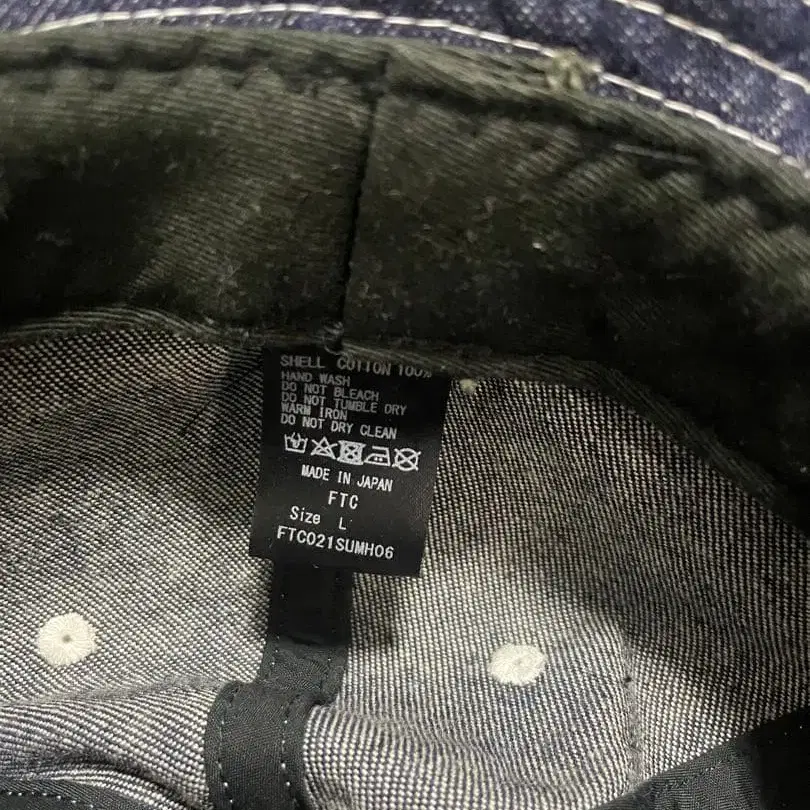 SHELL COTTON 100%
HAND WASH
DO NOT BLEACH
DO NOT TUMBLE DRY
WARM IRON
DO NOT DRY CLEAN
MADE IN JAPAN
FTC
Size L
FTC021SUMH06